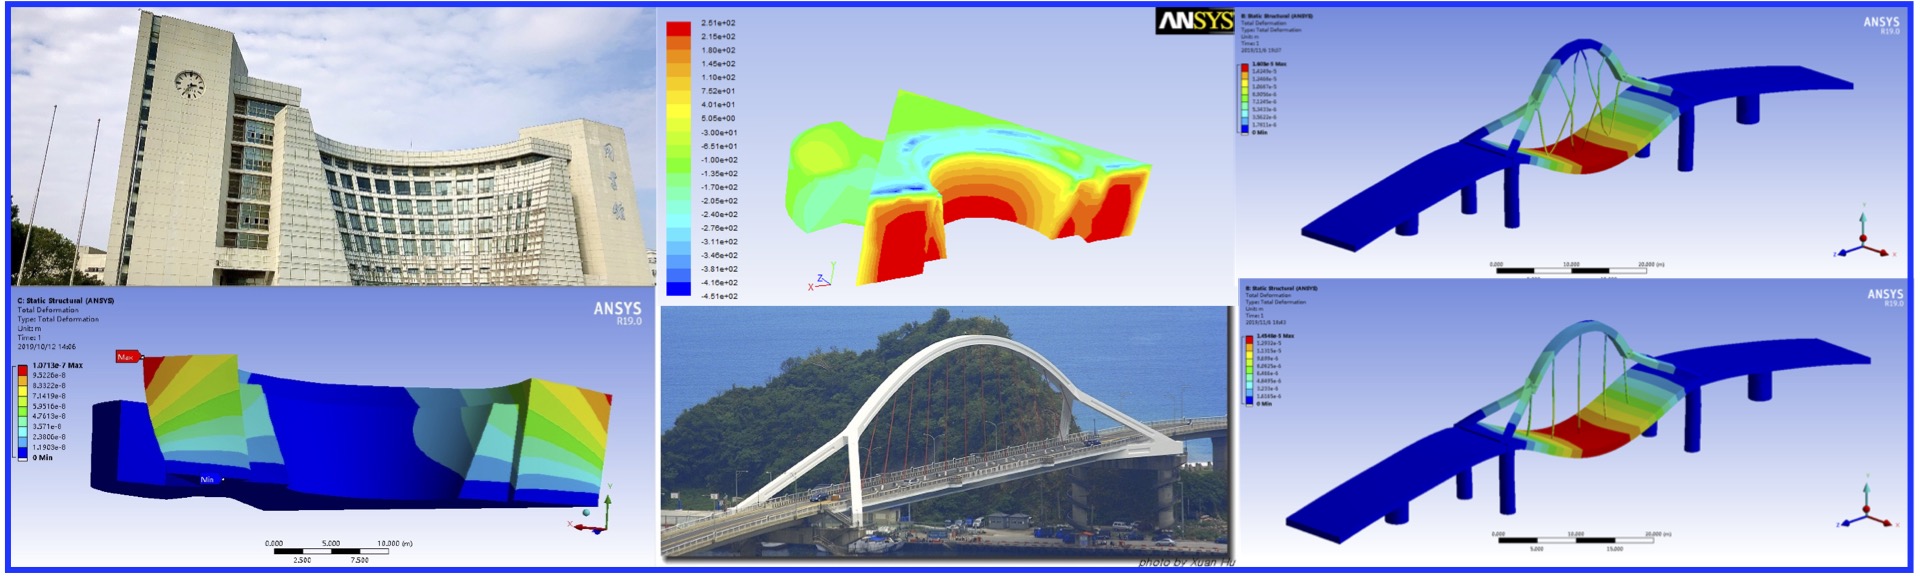 图
书
馆
ANSYS
2.51e+02
2.15e+02
1.80e+02
1.45e+02
1.10e+02
7.52e+01
4.01e+01
5.05e+00
-3.00e+01
-6.51e+01
-1.00e+02
-1.35e+02
-1.70e+02
-2.05e+02
-2.40e+02
-2.76e+02
-3.11e+02
-3.46e+02
-3.81e+02
-4.16e+02
-4.51e+02
Y
Z
X
B: Static Structural (ANSYS)
Total Deformation
Type: Total Deformation
Unit: m
Time: 1
ANSYS
R19.0
0 Min
0.000 10.000 20.000 (m)
Y
Z X
C: Static Structural (ANSYS)
Total Deformation
Type: Total Deformation
Unit: m
Time: 1
2019/10/12 14:06
ANSYS
R19.0
Max
1.0713e-7 Max
9.5226e-8
8.3322e-8
7.1419e-8
5.9516e-8
4.7613e-8
3.571e-8
2.3806e-8
1.1903e-8
0 Min
Min
Y
X
0.000 5.000 10.000 (m)
2.500 7.500
photo by Xuan Hu
B: Static Structural (ANSYS)
Total Deformation
Type: Total Deformation
Unit: m
Time: 1
ANSYS
R19.0
0 Min
0.000 10.000 20.000 (m)
5.000 15.000
Y
Z X